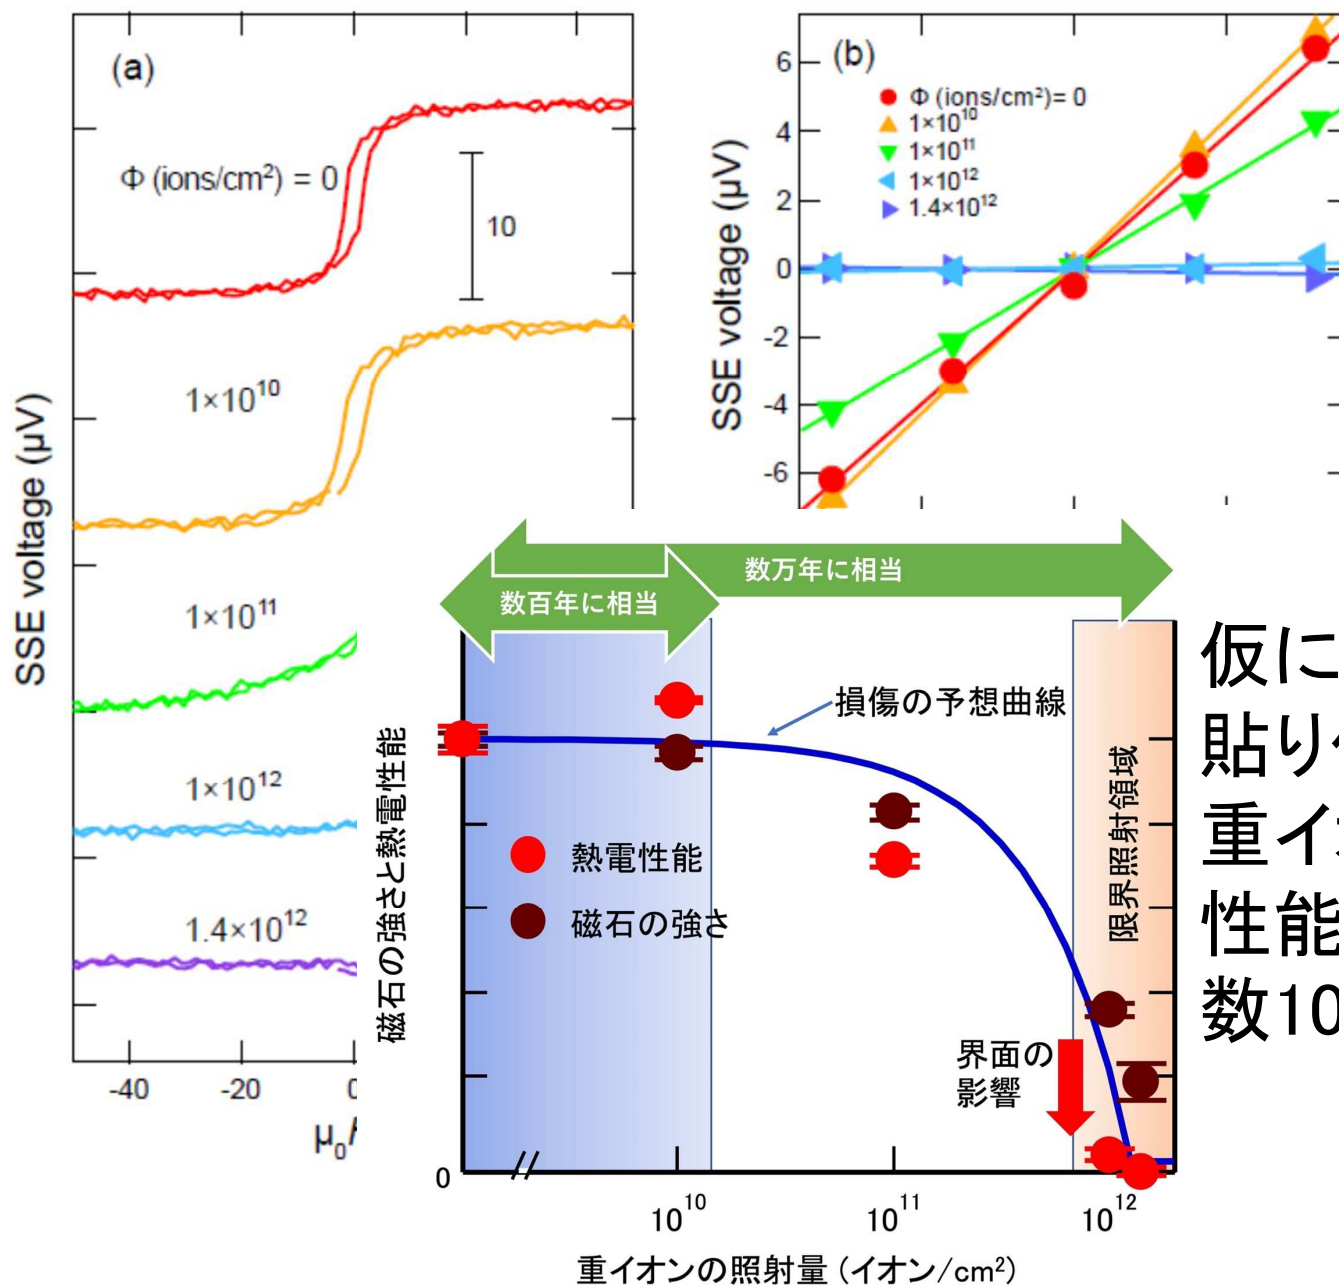 (a)
Φ (ions/cm²) = 0
10
1×10¹⁰
1×10¹¹
1×10¹²
1.4×10¹²
SSE voltage (μV)
-40
-20
μ₀
(b)
Φ (ions/cm²)= 0
1×10¹⁰
1×10¹¹
1×10¹²
1.4×10¹²
SSE voltage (μV)
6
4
2
0
-2
-4
-6
数万年に相当
数百年に相当
損傷の予想曲線
熱電性能
磁石の強さ
限界照射領域
界面の
影響
磁石の強さと熱電性能
0
10¹⁰
10¹¹
10¹²
重イオンの照射量 (イオン/cm²)
仮に
貼り
重イ
性能
数10